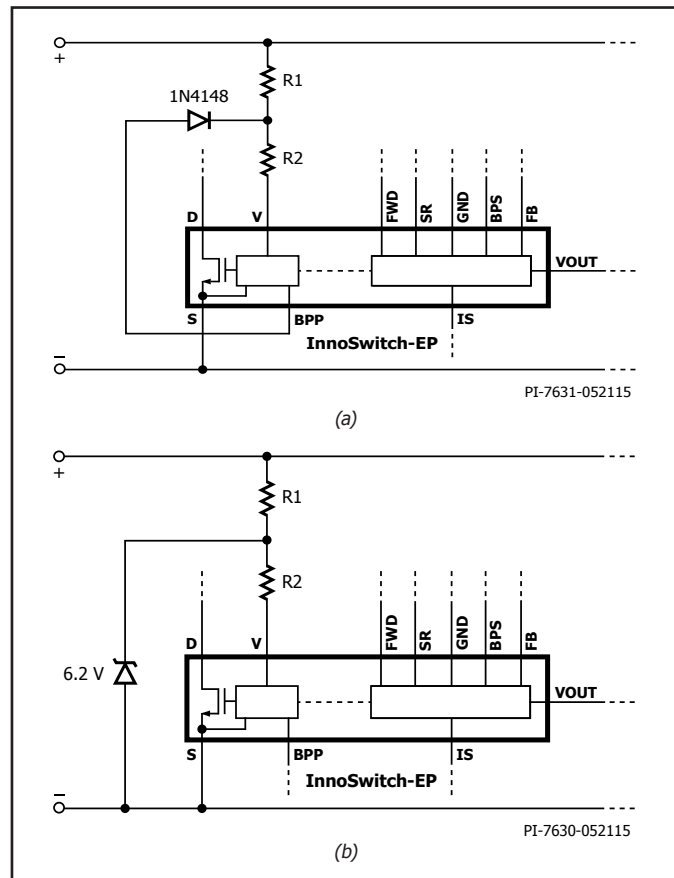 +
R1
1N4148
R2
D
V
FWD
SR
GND
BPS
FB
VOUT
S
BPP
IS
InnoSwitch-EP
–
PI-7631-052115
(a)
+
R1
R2
D
V
FWD
SR
GND
BPS
FB
6.2 V
VOUT
S
BPP
IS
InnoSwitch-EP
–
PI-7630-052115
(b)